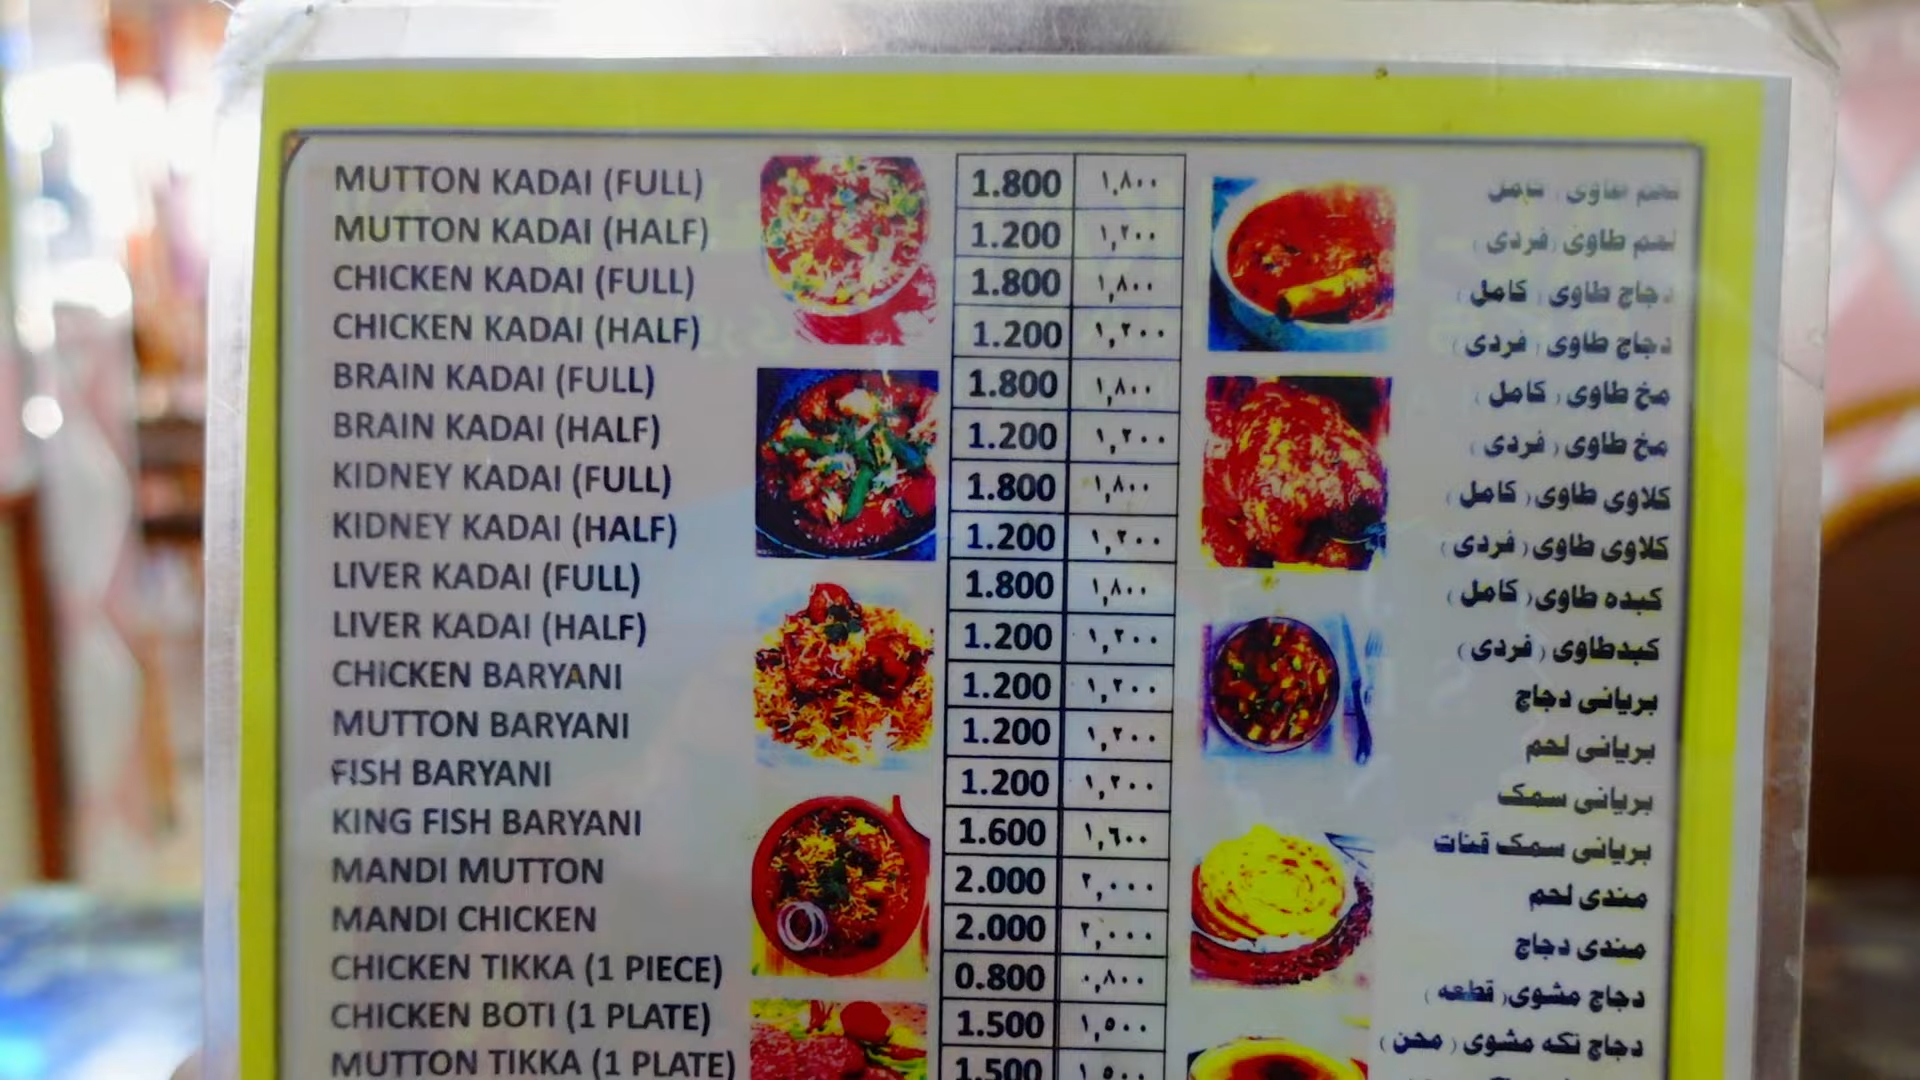 MUTTON KADAI (FULL) 1.800 ١,٨٠٠ لحم طاوى (كامل)
MUTTON KADAI (HALF) 1.200 ١,٢٠٠ لحم طاوى (فردى)
CHICKEN KADAI (FULL) 1.800 ١,٨٠٠ دجاج طاوى (كامل)
CHICKEN KADAI (HALF) 1.200 ١,٢٠٠ دجاج طاوى (فردى)
BRAIN KADAI (FULL) 1.800 ١,٨٠٠ مخ طاوى (كامل)
BRAIN KADAI (HALF) 1.200 ١,٢٠٠ مخ طاوى (فردى)
KIDNEY KADAI (FULL) 1.800 ١,٨٠٠ كلاوى طاوى (كامل)
KIDNEY KADAI (HALF) 1.200 ١,٢٠٠ كلاوى طاوى (فردى)
LIVER KADAI (FULL) 1.800 ١,٨٠٠ كبده طاوى (كامل)
LIVER KADAI (HALF) 1.200 ١,٢٠٠ كبدطاوى (فردى)
CHICKEN BARYANI 1.200 ١,٢٠٠ بريانى دجاج
MUTTON BARYANI 1.200 ١,٢٠٠ بريانى لحم
FISH BARYANI 1.200 ١,٢٠٠ بريانى سمك
KING FISH BARYANI 1.600 ١,٦٠٠ بريانى سمك قنات
MANDI MUTTON 2.000 ٢,٠٠٠ مندى لحم
MANDI CHICKEN 2.000 ٢,٠٠٠ مندى دجاج
CHICKEN TIKKA (1 PIECE) 0.800 ٠,٨٠٠ دجاج مشوى (قطعه)
CHICKEN BOTI (1 PLATE) 1.500 ١,٥٠٠ دجاج تكه مشوى (صحن)
MUTTON TIKKA (1 PLATE) 1.500 ١,٥٠٠